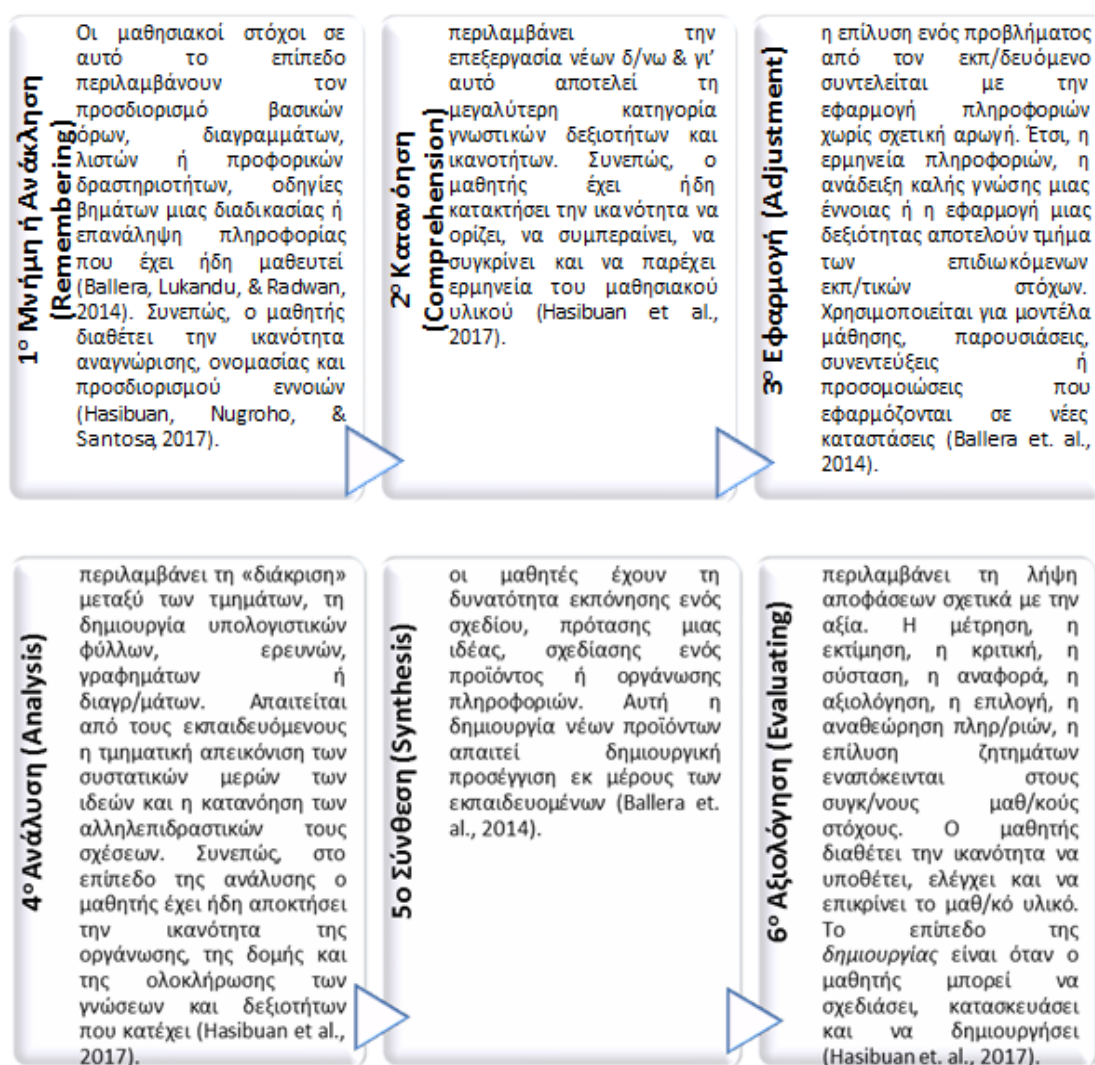 1ο Μνήμη ή Ανάκληση
(Remembering)
Οι μαθησιακοί στόχοι σε
αυτό το επίπεδο
περιλαμβάνουν τον
προσδιορισμό βασικών
όρων, διαγραμμάτων,
λιστών ή προφορικών
δραστηριοτήτων, οδηγίες
βημάτων μιας διαδικασίας ή
επανάληψη πληροφορίας
που έχει ήδη μαθευτεί
(Ballera, Lukandu, & Radwan,
2014). Συνεπώς, ο μαθητής
διαθέτει την ικανότητα
αναγνώρισης, ονομασίας και
προσδιορισμού εννοιών
(Hasibuan, Nugroho, &
Santosa, 2017).
2ο Κατανόηση
(Comprehension)
περιλαμβάνει την
επεξεργασία νέων δ/νω & γι’
αυτό αποτελεί τη
μεγαλύτερη κατηγορία
γνωστικών δεξιοτήτων και
ικανοτήτων. Συνεπώς, ο
μαθητής έχει ήδη
κατακτήσει την ικανότητα να
ορίζει, να συμπεραίνει, να
συγκρίνει και να παρέχει
ερμηνεία του μαθησιακού
υλικού (Hasibuan et al.,
2017).
3ο Εφαρμογή (Adjustment)
η επίλυση ενός προβλήματος
από τον εκπ/δευόμενο
συντελείται με την
εφαρμογή πληροφοριών
χωρίς σχετική αρωγή. Έτσι, η
ερμηνεία πληροφοριών, η
ανάδειξη καλής γνώσης μιας
έννοιας ή η εφαρμογή μιας
δεξιότητας αποτελούν τμήμα
των επιδιωκόμενων
εκπ/τικών στόχων.
Χρησιμοποιείται για μοντέλα
μάθησης, παρουσιάσεις,
συνεντεύξεις ή
προσομοιώσεις που
εφαρμόζονται σε νέες
καταστάσεις (Ballera et. al.,
2014).
4ο Ανάλυση (Analysis)
περιλαμβάνει τη «διάκριση»
μεταξύ των τμημάτων, τη
δημιουργία υπολογιστικών
φύλλων, ερευνών,
γραφημάτων ή
διαγρ/μάτων. Απαιτείται
από τους εκπαιδευόμενους
η τμηματική απεικόνιση των
συστατικών μερών των
ιδεών και η κατανόηση των
αλληλεπιδραστικών τους
σχέσεων. Συνεπώς, στο
επίπεδο της ανάλυσης ο
μαθητής έχει ήδη αποκτήσει
την ικανότητα της
οργάνωσης, της δομής και
της ολοκλήρωσης των
γνώσεων και δεξιοτήτων
που κατέχει (Hasibuan et al.,
2017).
5ο Σύνθεση (Synthesis)
οι μαθητές έχουν τη
δυνατότητα εκπόνησης ενός
σχεδίου, πρότασης μιας
ιδέας, σχεδίασης ενός
προϊόντος ή οργάνωσης
πληροφοριών. Αυτή η
δημιουργία νέων προϊόντων
απαιτεί δημιουργική
προσέγγιση εκ μέρους των
εκπαιδευομένων (Ballera et.
al., 2014).
6ο Αξιολόγηση (Evaluating)
περιλαμβάνει τη λήψη
αποφάσεων σχετικά με την
αξία. Η μέτρηση, η
εκτίμηση, η κριτική, η
σύσταση, η αναφορά, η
αξιολόγηση, η επιλογή, η
αναθεώρηση πληρ/ριών, η
επίλυση ζητημάτων
εναπόκεινται στους
συγκ/νους μαθ/κούς
στόχους. Ο μαθητής
διαθέτει την ικανότητα να
υποθέτει, ελέγχει και να
επικρίνει το μαθ/κό υλικό.
Το επίπεδο της
δημιουργίας είναι όταν ο
μαθητής μπορεί να
σχεδιάσει, κατασκευάσει
και να δημιουργήσει
(Hasibuan et. al., 2017).